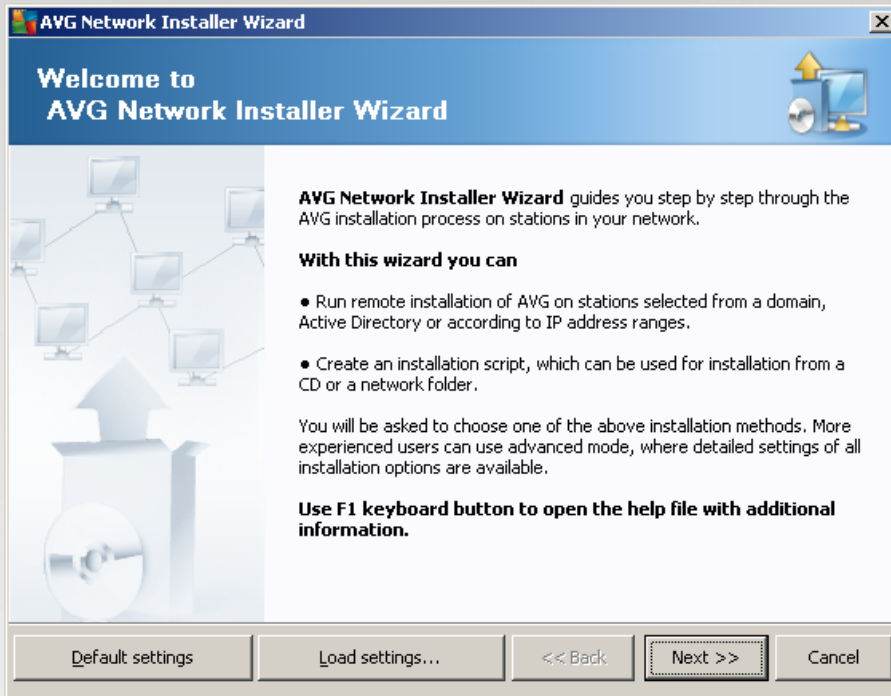 AVG Network Installer Wizard
Welcome to
AVG Network Installer Wizard
AVG Network Installer Wizard guides you step by step through the
AVG installation process on stations in your network.
With this wizard you can
● Run remote installation of AVG on stations selected from a domain,
Active Directory or according to IP address ranges.
● Create an installation script, which can be used for installation from a
CD or a network folder.
You will be asked to choose one of the above installation methods. More
experienced users can use advanced mode, where detailed settings of all
installation options are available.
Use F1 keyboard button to open the help file with additional
information.
Default settings
Load settings...
<< Back
Next >>
Cancel